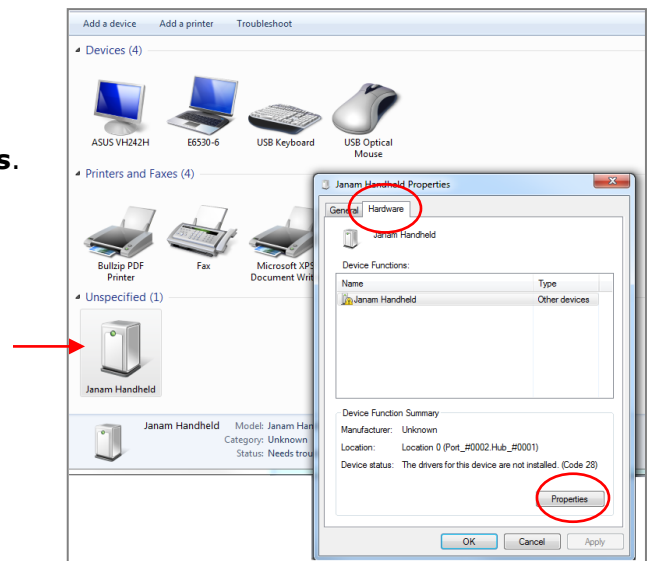 Add a device Add a printer Troubleshoot
Devices (4)
ASUS VH242H E6530-6 USB Keyboard USB Optical
Mouse
s.
Printers and Faxes (4)
Bullzip PDF Fax Microsoft XPS
Printer Document Writ
Unspecified (1)
Janam Handheld
Janam Handheld Model: Janam Han
Category: Unknown
Status: Needs trou
Janam Handheld Properties
General Hardware
Janam Handheld
Device Functions:
Name Type
Janam Handheld Other devices
Device Function Summary
Manufacturer: Unknown
Location: Location 0 (Port_#0002.Hub_#0001)
Device status: The drivers for this device are not installed. (Code 28)
Properties
OK Cancel Apply